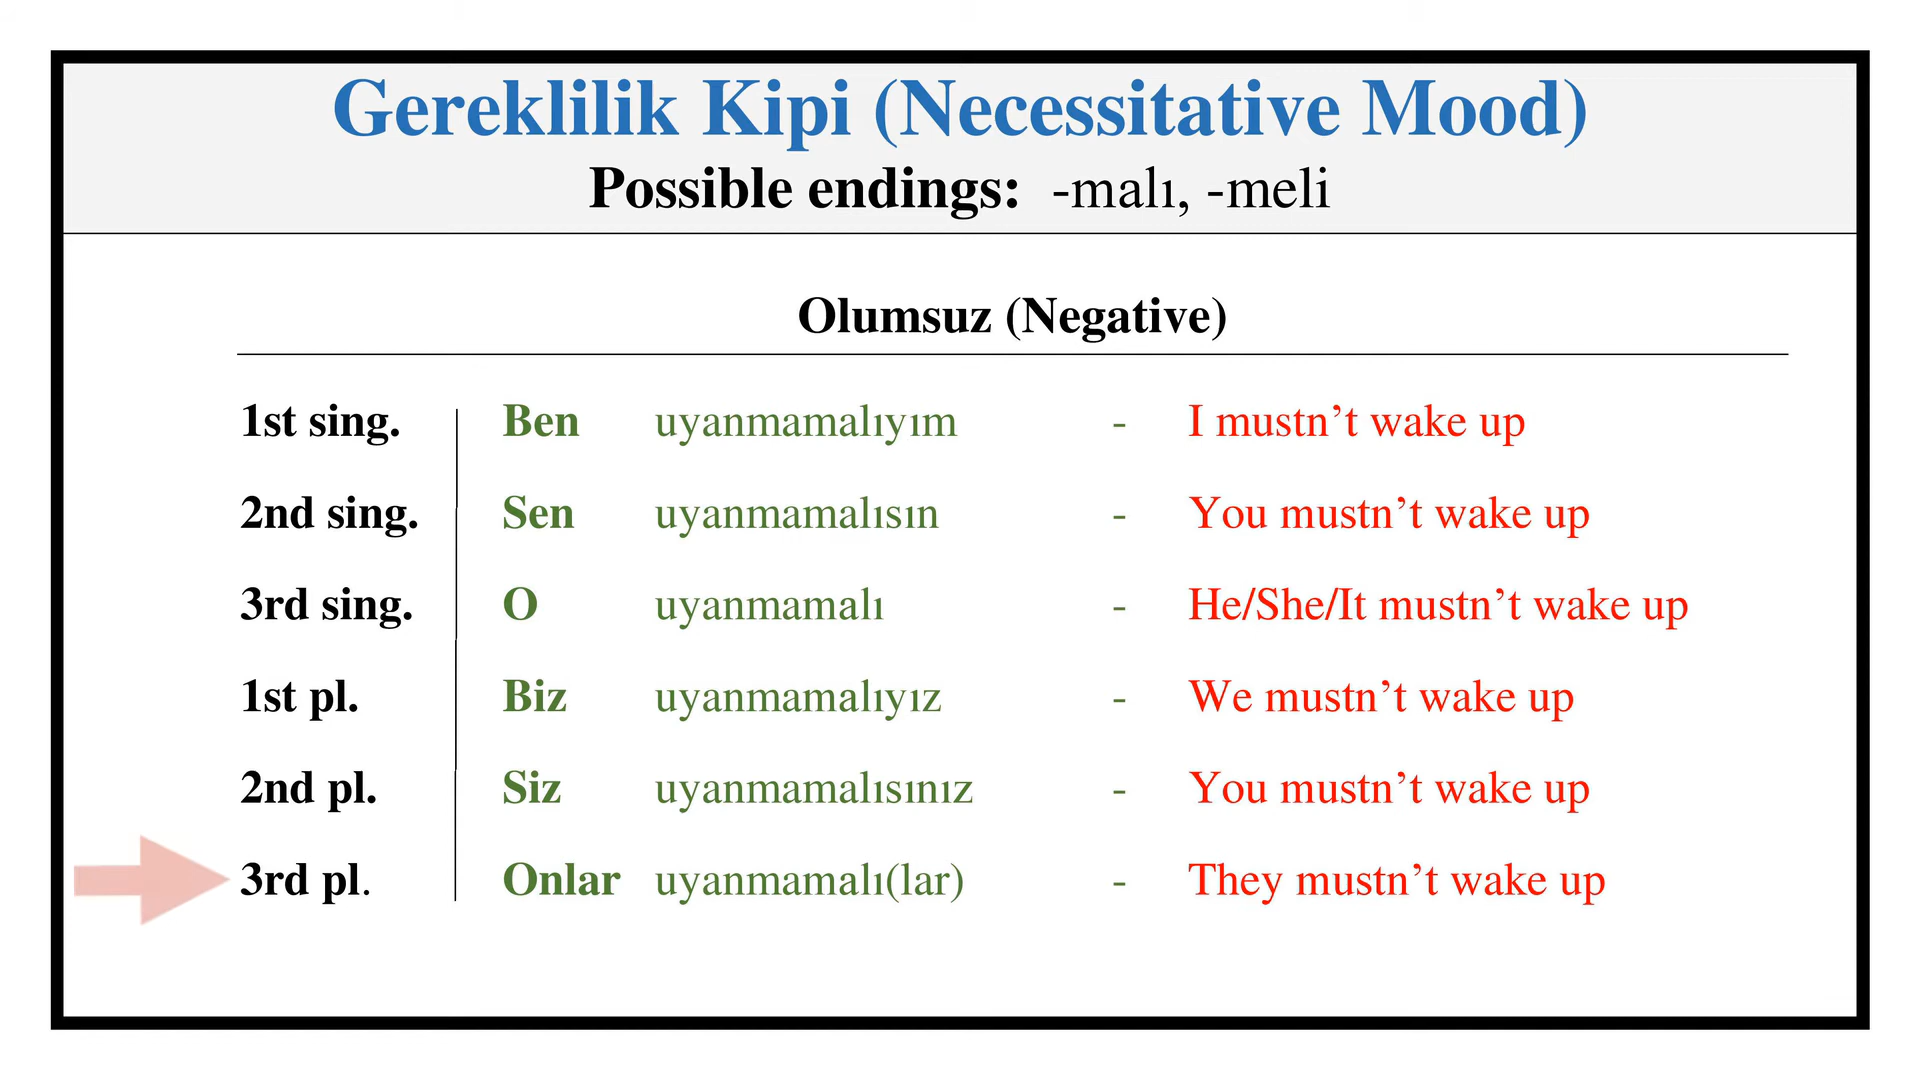 Gereklilik Kipi (Necessitative Mood)
Possible endings: -malı, -meli
Olumsuz (Negative)
1st sing. Ben uyanmamalıyım - I mustn’t wake up
2nd sing. Sen uyanmamalısın - You mustn’t wake up
3rd sing. O uyanmamalı - He/She/It mustn’t wake up
1st pl. Biz uyanmamalıyız - We mustn’t wake up
2nd pl. Siz uyanmamalısınız - You mustn’t wake up
3rd pl. Onlar uyanmamalı(lar) - They mustn’t wake up